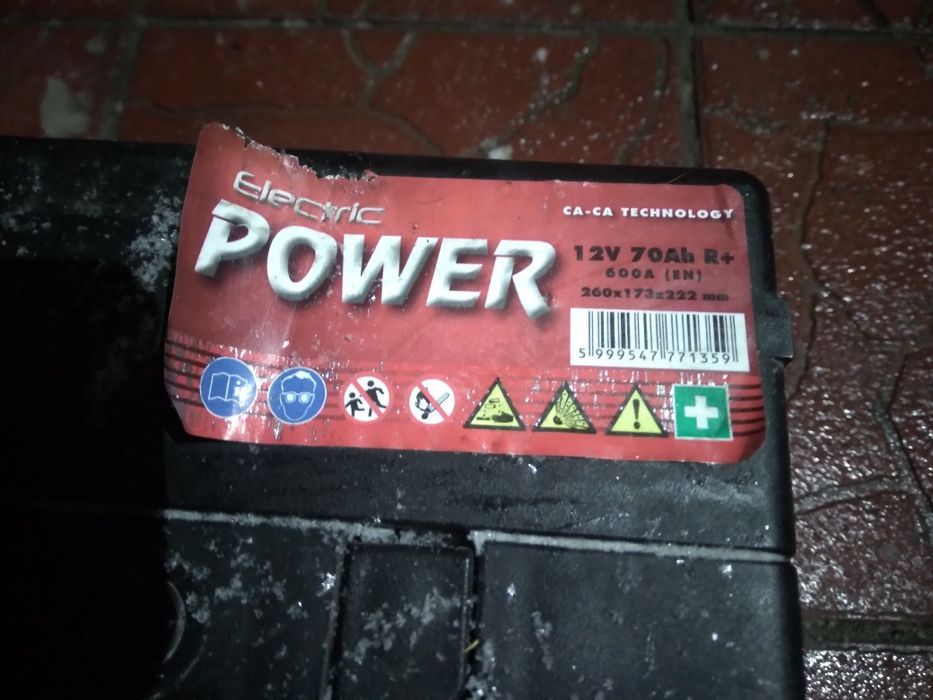 Electric
POWER
CA-CA TECHNOLOGY
12V 70Ah R+
600A (EN)
260x173x222 mm
5 999547 771359